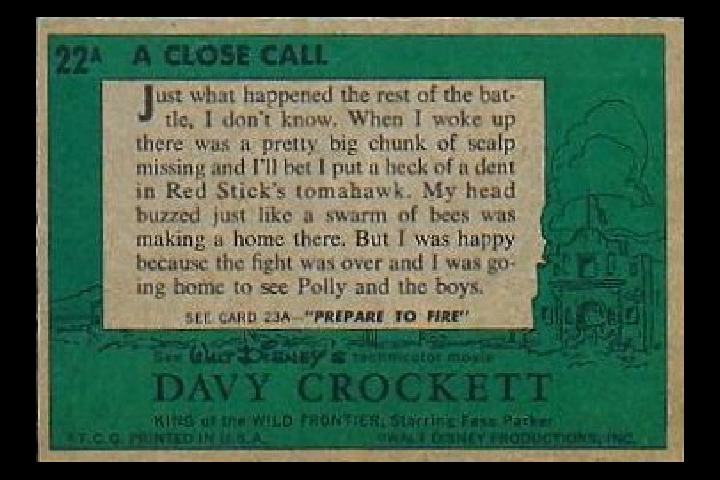 22A A CLOSE CALL
Just what happened the rest of the bat-
tle, I don't know. When I woke up
there was a pretty big chunk of scalp
missing and I'll bet I put a heck of a dent
in Red Stick's tomahawk. My head
buzzed just like a swarm of bees was
making a home there. But I was happy
because the fight was over and I was go-
ing home to see Polly and the boys.
SEE CARD 23A—"PREPARE TO FIRE"
See WALT DISNEY'S technicolor movie
DAVY CROCKETT
KING of the WILD FRONTIER, Starring Fess Parker
©T.C.G. PRINTED IN U.S.A. ©WALT DISNEY PRODUCTIONS, INC.